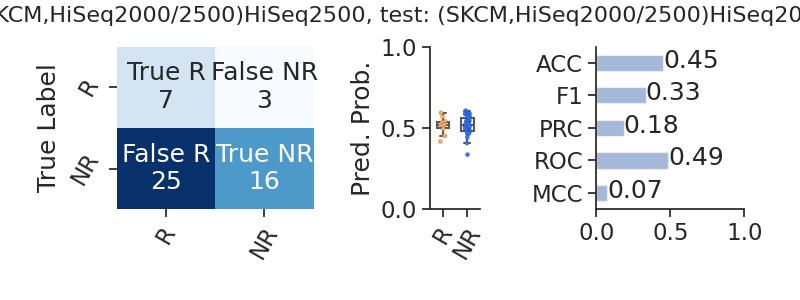 KCM,HiSeq2000/2500)HiSeq2500, test: (SKCM,HiSeq2000/2500)HiSeq20
True Label
R
NR
True R
7
False NR
3
False R
25
True NR
16
R
NR
Pred. Prob.
1.0
0.5
0.0
R
NR
ACC
F1
PRC
ROC
MCC
0.45
0.33
0.18
0.49
0.07
0.0
0.5
1.0